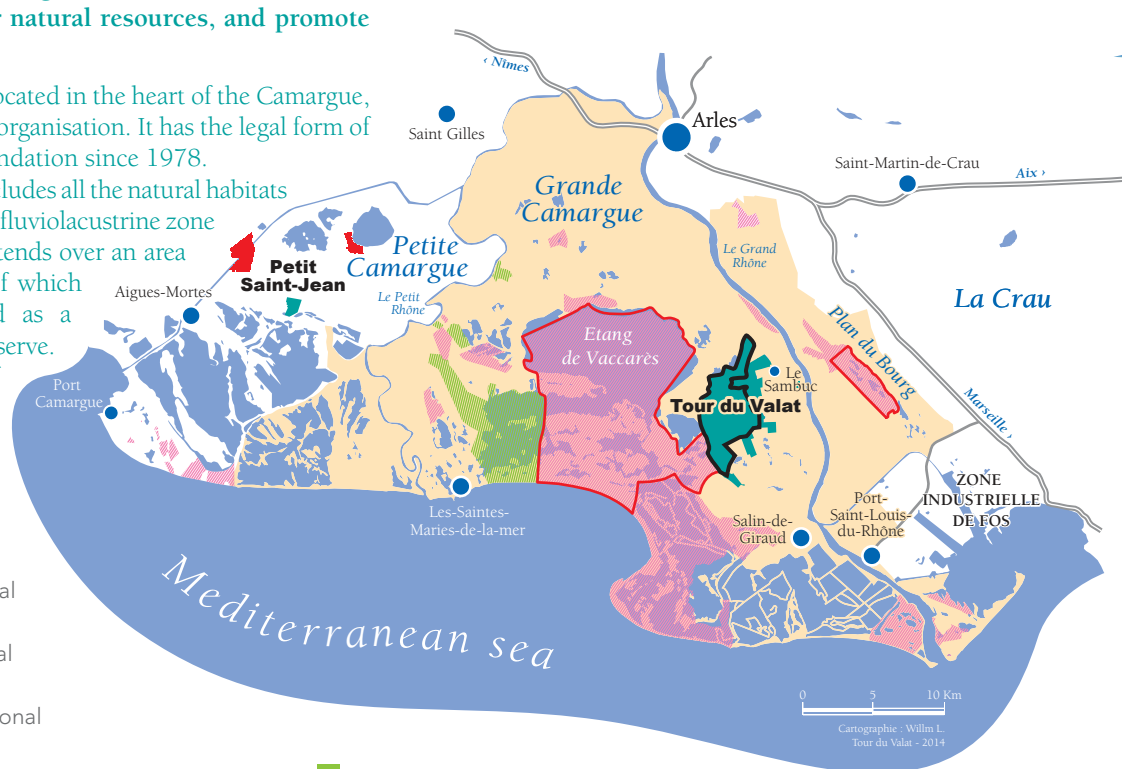 r natural resources, and promote
ocated in the heart of the Camargue,
organisation. It has the legal form of
ndation since 1978.
cludes all the natural habitats
fluviolacustrine zone
tends over an area
f which
d as a
serve.
al
al
onal
‹ Nîmes
Saint Gilles
Arles
Saint-Martin-de-Crau
Aix ›
Grande
Camargue
Petite
Camargue
Le Grand
Rhône
Petit
Saint-Jean
Aigues-Mortes
Le Petit
Rhône
La Crau
Etang
de Vaccarès
Plan du Bourg
Le
Sambuc
Tour du Valat
Port
Camargue
Marseille ›
ZONE
INDUSTRIELLE
DE FOS
Port-
Saint-Louis-
du-Rhône
Les-Saintes-
Maries-de-la-mer
Salin-de-
Giraud
Mediterranean sea
0 5 10 Km
Cartographie : Willm L.
Tour du Valat - 2014